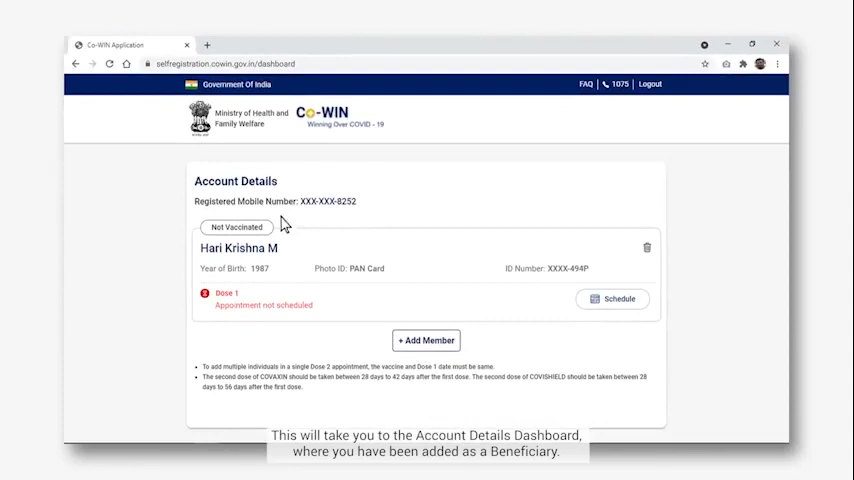 Co-WIN Application
selfregistration.cowin.gov.in/dashboard
Government Of India
FAQ | 1075 | Logout
Ministry of Health and
Family Welfare
Co-WIN
Winning Over COVID - 19
Account Details
Registered Mobile Number: XXX-XXX-8252
Not Vaccinated
Hari Krishna M
Year of Birth: 1987 Photo ID: PAN Card ID Number: XXXX-494P
Dose 1
Appointment not scheduled
Schedule
+ Add Member
• To add multiple individuals in a single Dose 2 appointment, the vaccine and Dose 1 date must be same.
• The second dose of COVAXIN should be taken between 28 days to 42 days after the first dose. The second dose of COVISHIELD should be taken between 28
days to 56 days after the first dose.
This will take you to the Account Details Dashboard,
where you have been added as a Beneficiary.